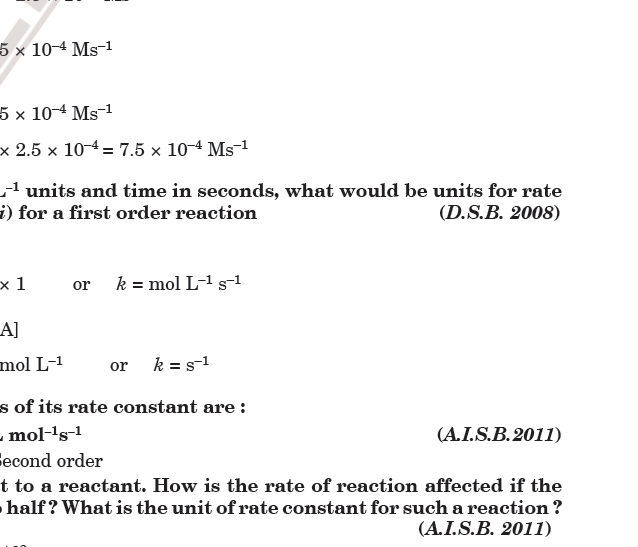 5 × 10⁻⁴ Ms⁻¹
5 × 10⁻⁴ Ms⁻¹
× 2.5 × 10⁻⁴ = 7.5 × 10⁻⁴ Ms⁻¹
L⁻¹ units and time in seconds, what would be units for rate
i) for a first order reaction (D.S.B. 2008)
× 1 or k = mol L⁻¹ s⁻¹
A]
mol L⁻¹ or k = s⁻¹
s of its rate constant are :
L mol⁻¹s⁻¹ (A.I.S.B.2011)
Second order
t to a reactant. How is the rate of reaction affected if the
o half ? What is the unit of rate constant for such a reaction ?
(A.I.S.B. 2011)